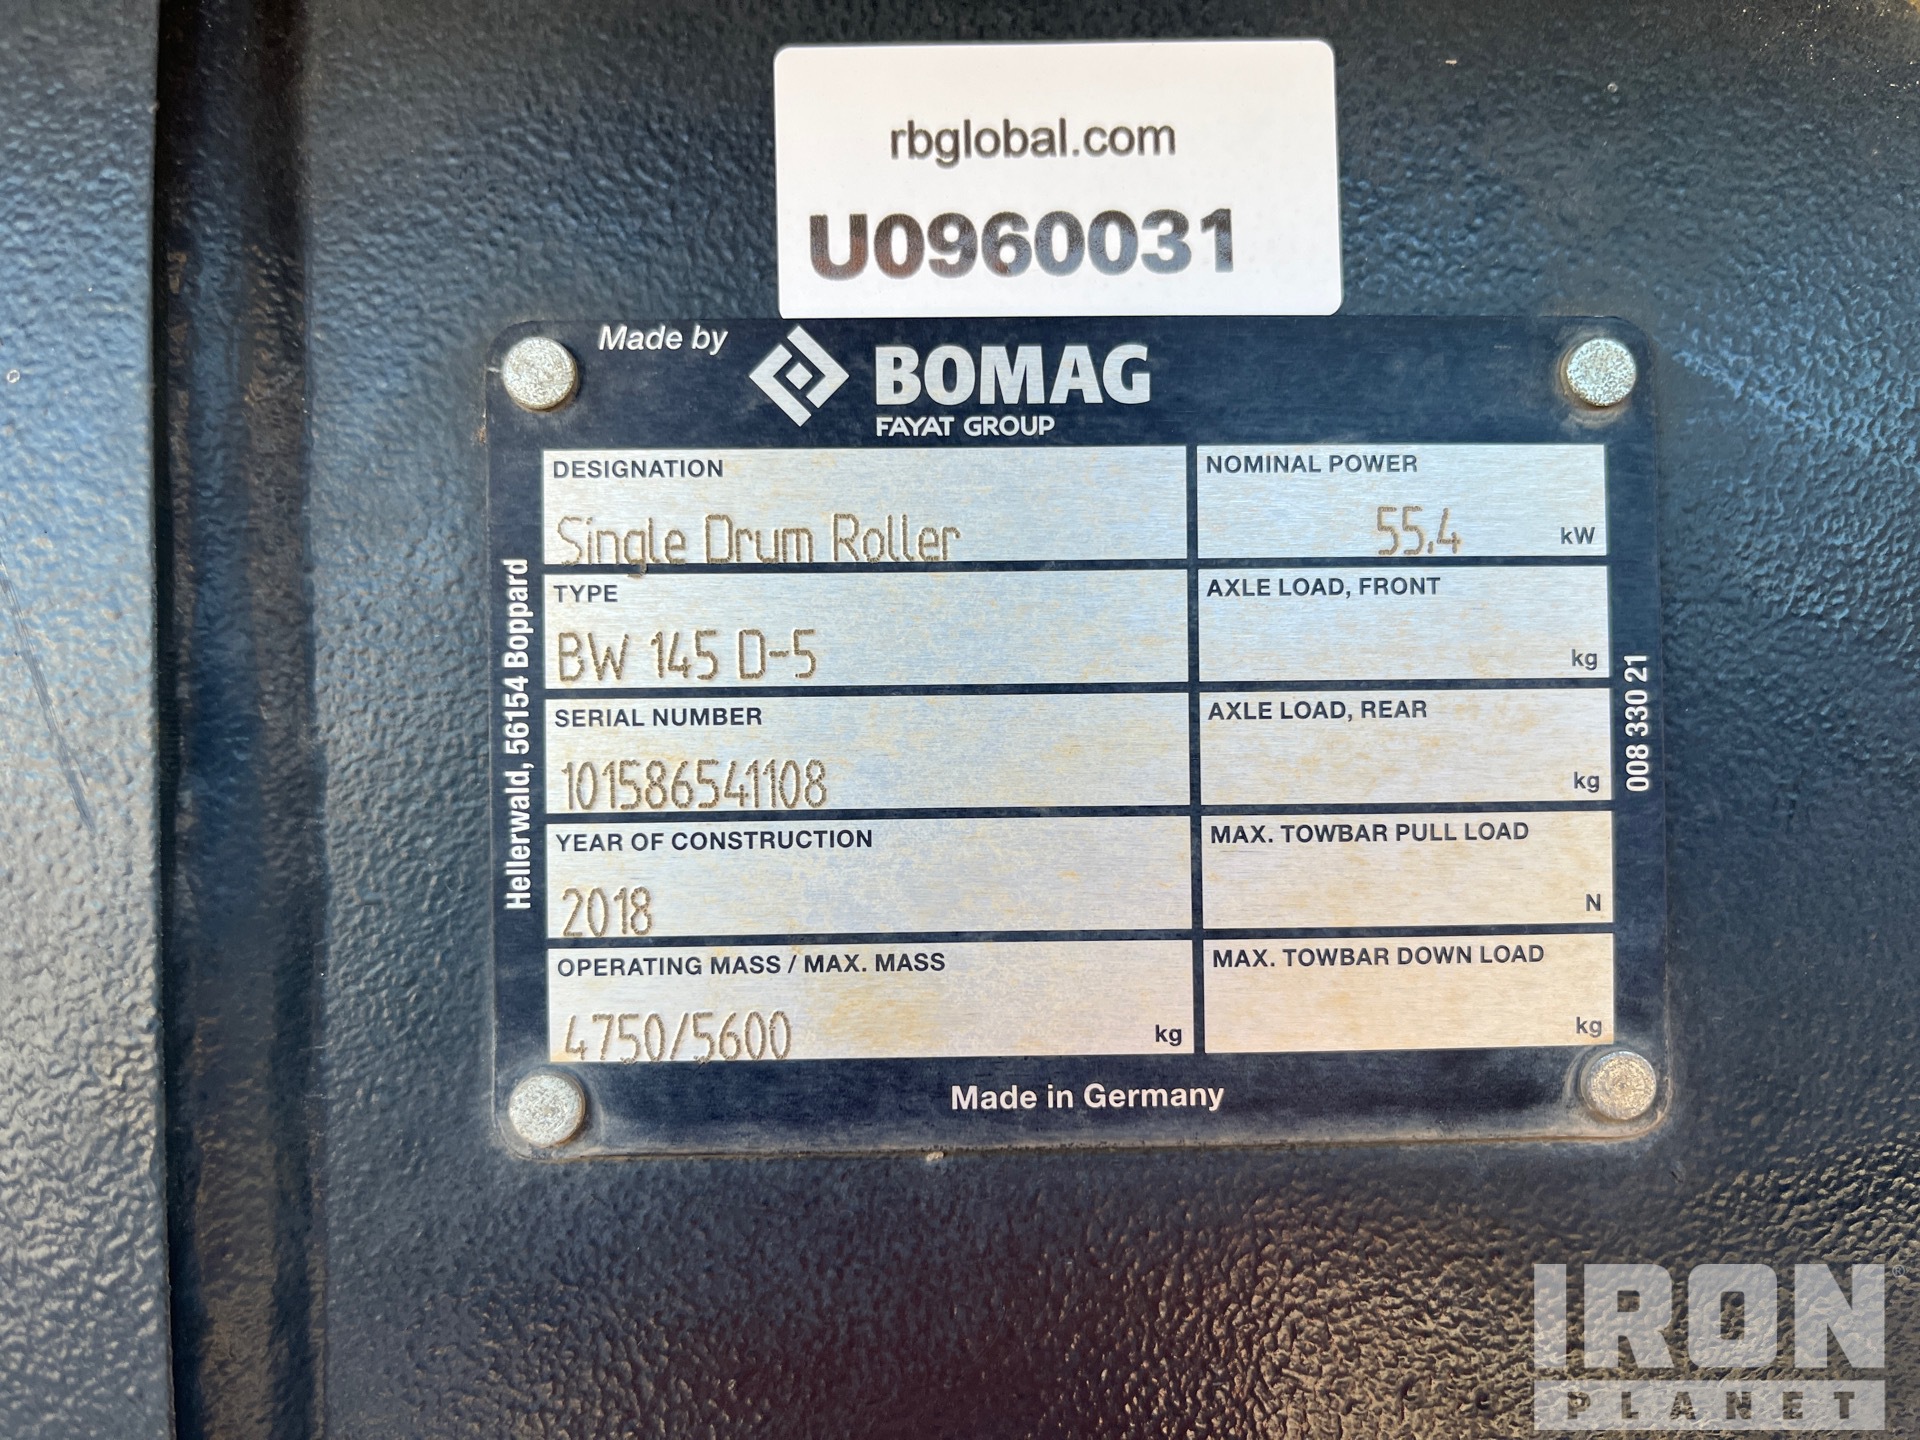 rbglobal.com
U0960031
Made by BOMAG
FAYAT GROUP
DESIGNATION
Single Drum Roller
NOMINAL POWER
55.4 kW
TYPE
BW 145 D-5
AXLE LOAD, FRONT
kg
SERIAL NUMBER
101586541108
AXLE LOAD, REAR
kg
YEAR OF CONSTRUCTION
2018
MAX. TOWBAR PULL LOAD
N
OPERATING MASS / MAX. MASS
4750/5600 kg
MAX. TOWBAR DOWN LOAD
kg
Made in Germany
Hellerwald, 56154 Boppard
008 330 21
IRON®
PLANET